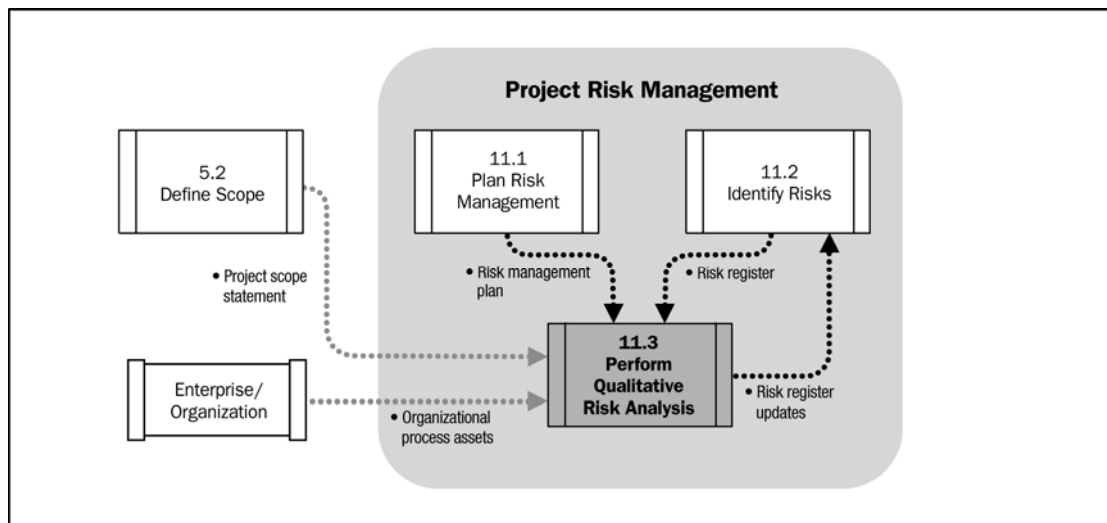 Project Risk Management
5.2
Define Scope
11.1
Plan Risk
Management
11.2
Identify Risks
• Project scope
statement
• Risk management
plan
• Risk register
11.3
Perform
Qualitative
Risk Analysis
Enterprise/
Organization
• Organizational
process assets
• Risk register
updates